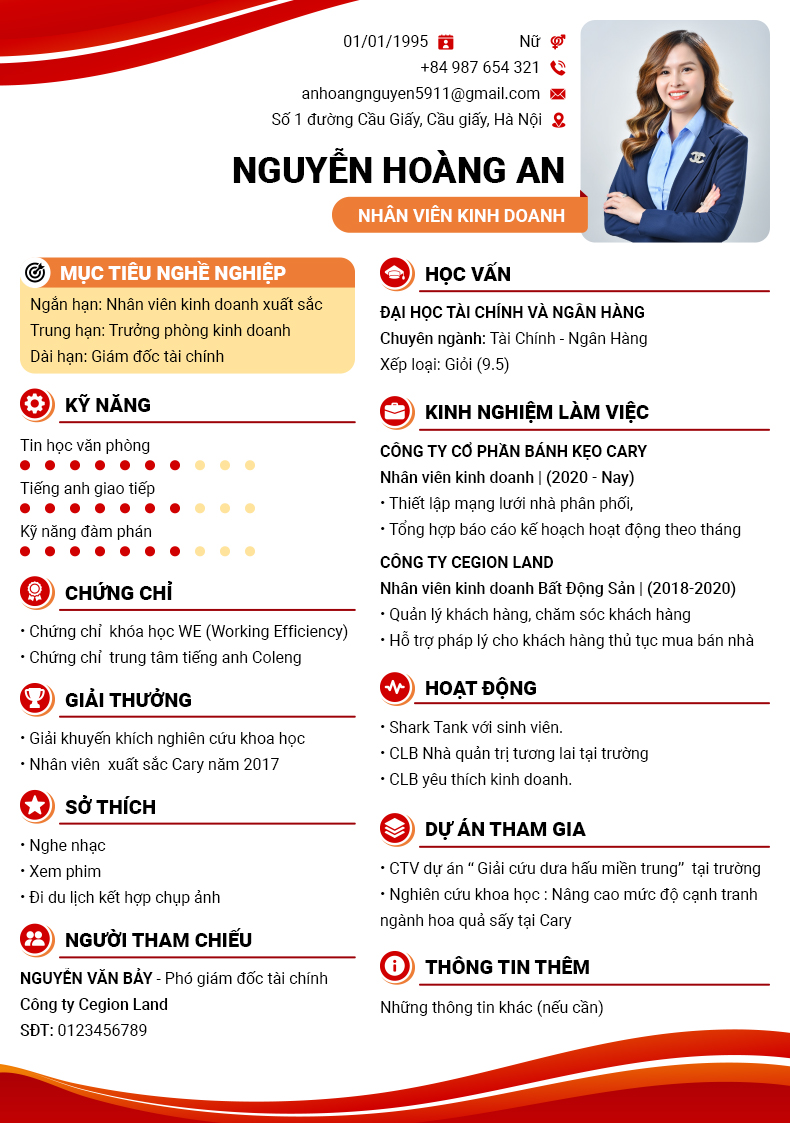 01/01/1995 Nữ
+84 987 654 321
anhoangnguyen5911@gmail.com
Số 1 đường Cầu Giấy, Cầu giấy, Hà Nội
NGUYỄN HOÀNG AN
NHÂN VIÊN KINH DOANH
MỤC TIÊU NGHỀ NGHIỆP
Ngắn hạn: Nhân viên kinh doanh xuất sắc
Trung hạn: Trưởng phòng kinh doanh
Dài hạn: Giám đốc tài chính
KỸ NĂNG
Tin học văn phòng
Tiếng anh giao tiếp
Kỹ năng đàm phán
CHỨNG CHỈ
• Chứng chỉ khóa học WE (Working Efficiency)
• Chứng chỉ trung tâm tiếng anh Coleng
GIẢI THƯỞNG
• Giải khuyến khích nghiên cứu khoa học
• Nhân viên xuất sắc Cary năm 2017
SỞ THÍCH
• Nghe nhạc
• Xem phim
• Đi du lịch kết hợp chụp ảnh
NGƯỜI THAM CHIẾU
NGUYỄN VĂN BẢY - Phó giám đốc tài chính
Công ty Cegion Land
SĐT: 0123456789
HỌC VẤN
ĐẠI HỌC TÀI CHÍNH VÀ NGÂN HÀNG
Chuyên ngành: Tài Chính - Ngân Hàng
Xếp loại: Giỏi (9.5)
KINH NGHIỆM LÀM VIỆC
CÔNG TY CỔ PHẦN BÁNH KẸO CARY
Nhân viên kinh doanh | (2020 - Nay)
• Thiết lập mạng lưới nhà phân phối,
• Tổng hợp báo cáo kế hoạch hoạt động theo tháng
CÔNG TY CEGION LAND
Nhân viên kinh doanh Bất Động Sản | (2018-2020)
• Quản lý khách hàng, chăm sóc khách hàng
• Hỗ trợ pháp lý cho khách hàng thủ tục mua bán nhà
HOẠT ĐỘNG
• Shark Tank với sinh viên.
• CLB Nhà quản trị tương lai tại trường
• CLB yêu thích kinh doanh.
DỰ ÁN THAM GIA
• CTV dự án “ Giải cứu dưa hấu miền trung” tại trường
• Nghiên cứu khoa học : Nâng cao mức độ cạnh tranh
ngành hoa quả sấy tại Cary
THÔNG TIN THÊM
Những thông tin khác (nếu cần)